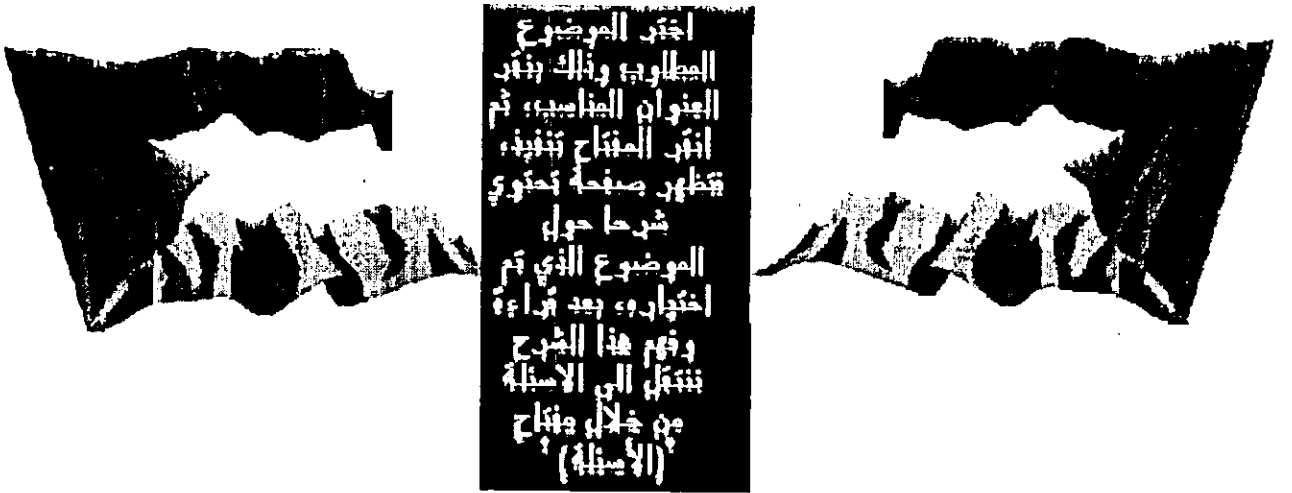 اختر الموضوع
المطلوب وذلك بنقر
العنوان المناسب، ثم
انقر المفتاح تنفيذ،
تتظهر صفحة تحتوي
شرحا حول
الموضوع الذي تم
اختياره، بعد قراءة
وفهم هذا الشرح
ننتقل الى الاسئلة
من خلال مفتاح
(الأسئلة)